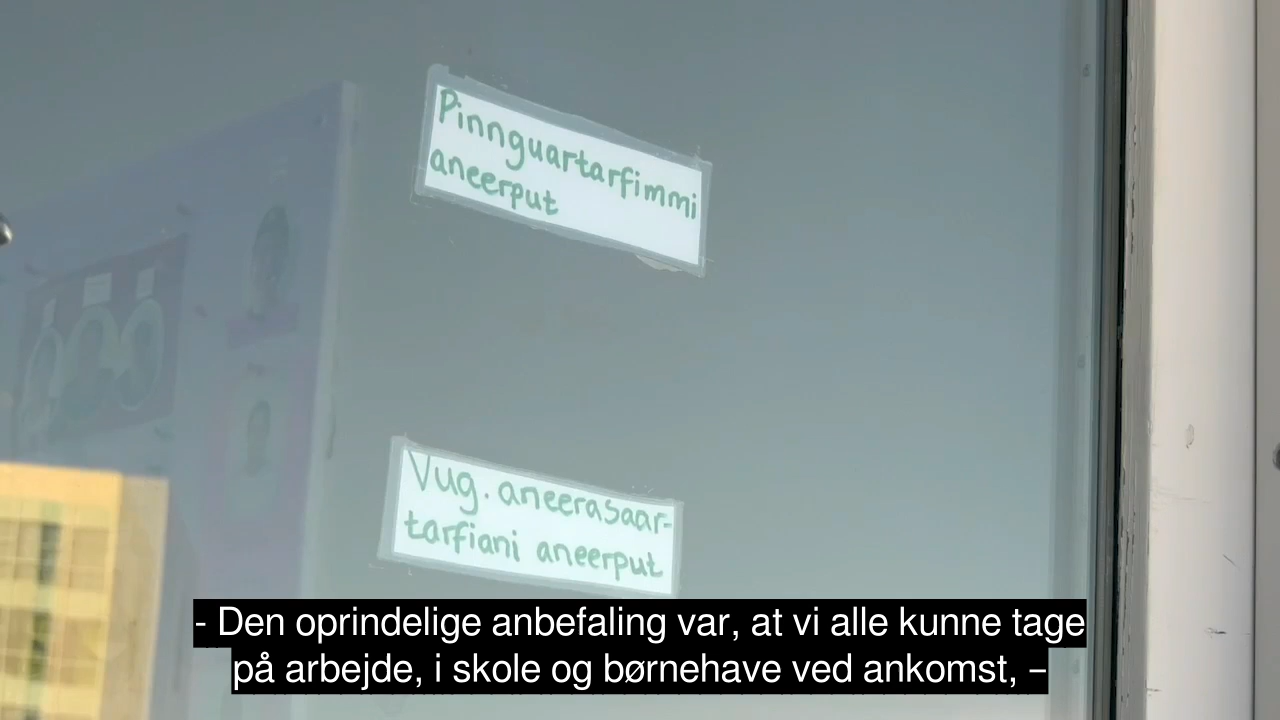 Pinnguartarfimmi
aneerput
Vug. aneerasaar-
tarfiani aneerput
- Den oprindelige anbefaling var, at vi alle kunne tage
på arbejde, i skole og børnehave ved ankomst, –